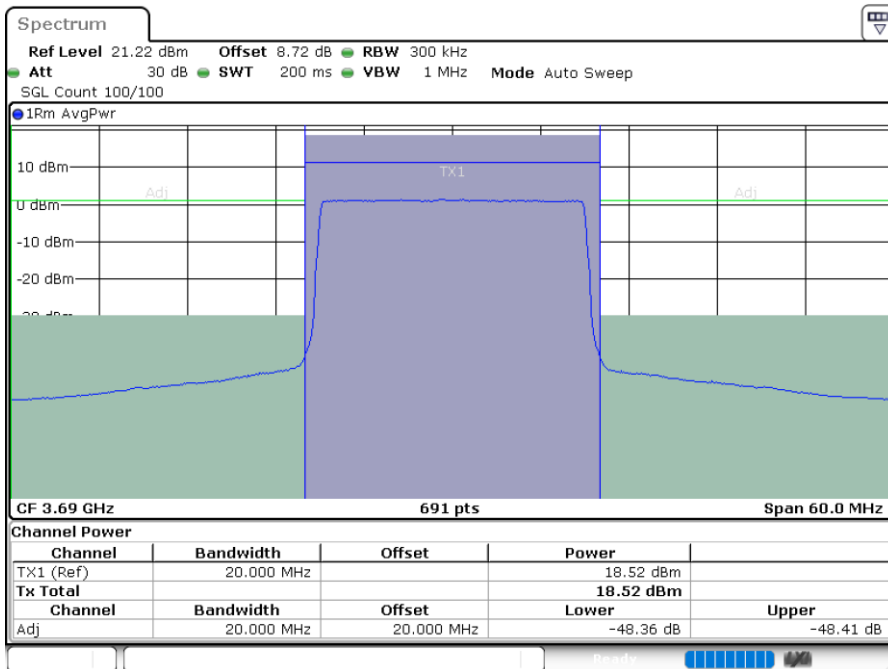 Spectrum
Ref Level 21.22 dBm Offset 8.72 dB RBW 300 kHz
Att 30 dB SWT 200 ms VBW 1 MHz Mode Auto Sweep
SGL Count 100/100
1Rm AvgPwr
10 dBm
TX1
Adj Adj
0 dBm
-10 dBm
-20 dBm
-30 dBm
CF 3.69 GHz 691 pts Span 60.0 MHz
Channel Power
Channel Bandwidth Offset Power
TX1 (Ref) 20.000 MHz 18.52 dBm
Tx Total 18.52 dBm
Channel Bandwidth Offset Lower Upper
Adj 20.000 MHz 20.000 MHz -48.36 dB -48.41 dB
Ready